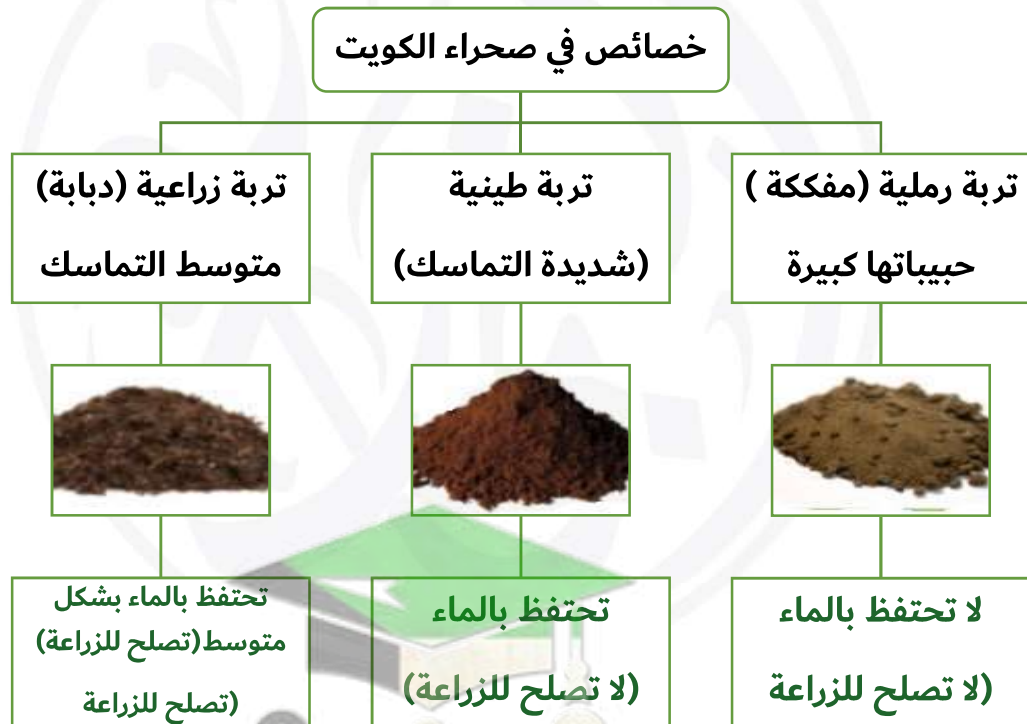 خصائص في صحراء الكويت
تربة رملية (مفككة )
حبيباتها كبيرة
تربة طينية
(شديدة التماسك)
تربة زراعية (دبابة)
متوسط التماسك
لا تحتفظ بالماء
(لا تصلح للزراعة
تحتفظ بالماء
(لا تصلح للزراعة)
تحتفظ بالماء بشكل
متوسط(تصلح للزراعة)
(تصلح للزراعة